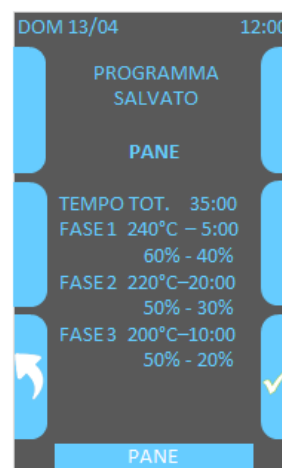 DOM 13/04 12:00
PROGRAMMA
SALVATO
PANE
TEMPO TOT. 35:00
FASE 1 240°C – 5:00
60% - 40%
FASE 2 220°C–20:00
50% - 30%
FASE 3 200°C–10:00
50% - 20%
PANE